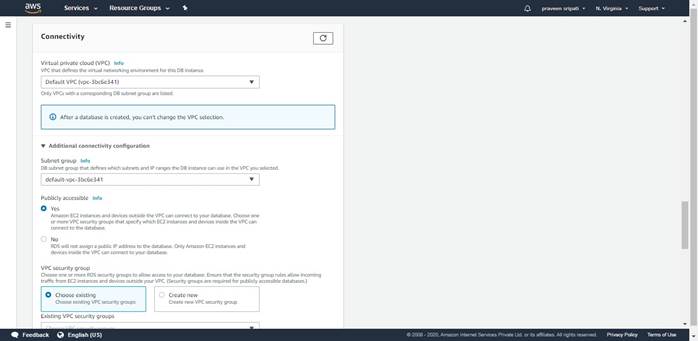 aws
Services
Resource Groups
praveen sripati
N. Virginia
Support
Connectivity
Virtual private cloud (VPC) Info
VPC that defines the virtual networking environment for this DB instance.
Default VPC (vpc-3bc6e341)
Only VPCs with a corresponding DB subnet group are listed.
After a database is created, you can't change the VPC selection.
Additional connectivity configuration
Subnet group Info
DB subnet group that defines which subnets and IP ranges the DB instance can use in the VPC you selected.
default-vpc-3bc6e341
Publicly accessible Info
Yes
Amazon EC2 instances and devices outside the VPC can connect to your database. Choose one
or more VPC security groups that specify which EC2 instances and devices inside the VPC can
connect to the database.
No
RDS will not assign a public IP address to the database. Only Amazon EC2 instances and
devices inside the VPC can connect to your database.
VPC security group
Choose one or more RDS security groups to allow access to your database. Ensure that the security group rules allow incoming
traffic from EC2 instances and devices outside your VPC. (Security groups are required for publicly accessible databases.)
Choose existing
Choose existing VPC security groups
Create new
Create new VPC security group
Existing VPC security groups
Feedback
English (US)
© 2008 - 2020, Amazon Internet Services Private Ltd. or its affiliates. All rights reserved.
Privacy Policy
Terms of Use